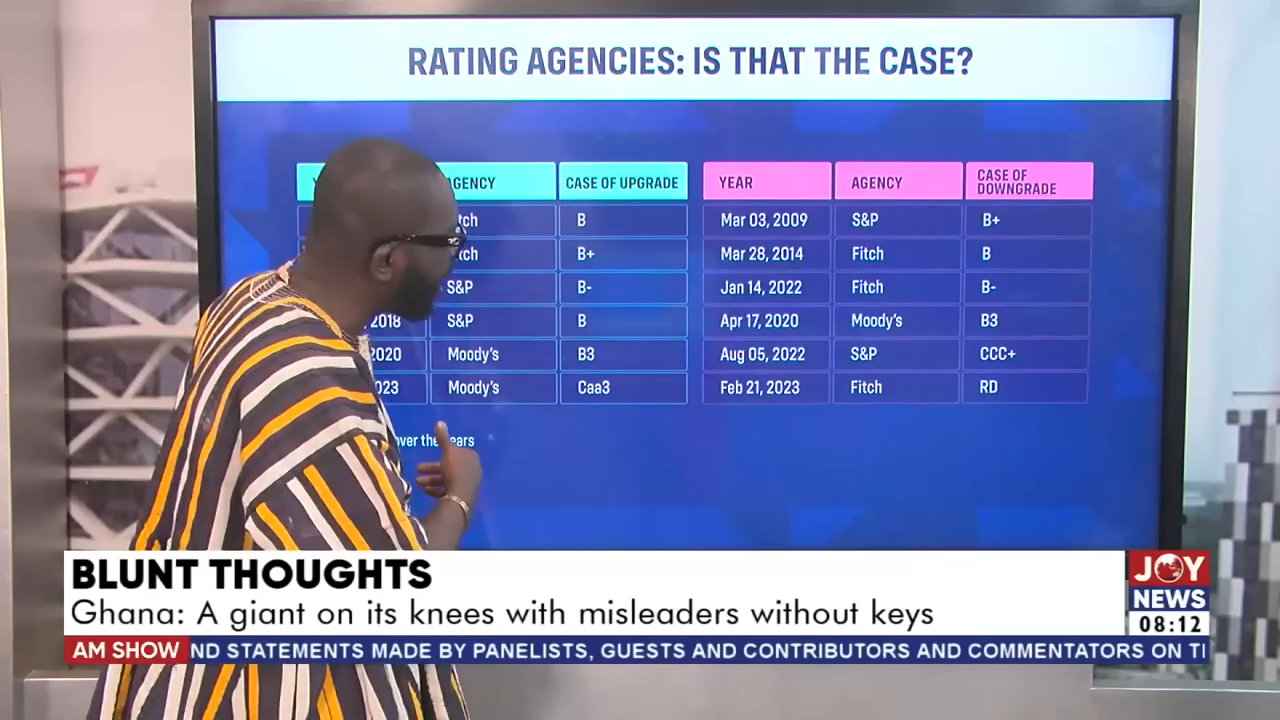 RATING AGENCIES: IS THAT THE CASE?
CASE OF UPGRADE YEAR AGENCY CASE OF DOWNGRADE
B Mar 03, 2009 S&P B+
B+ Mar 28, 2014 Fitch B
S&P B- Jan 14, 2022 Fitch B-
2018 S&P B Apr 17, 2020 Moody's B3
2020 Moody's B3 Aug 05, 2022 S&P CCC+
Moody's Caa3 Feb 21, 2023 Fitch RD
over
BLUNT THOUGHTS
Ghana: A giant on its knees with misleaders without keys
JOY
NEWS
08:12
AM SHOW ND STATEMENTS MADE BY PANELISTS, GUESTS AND CONTRIBUTORS AND COMMENTATORS ON